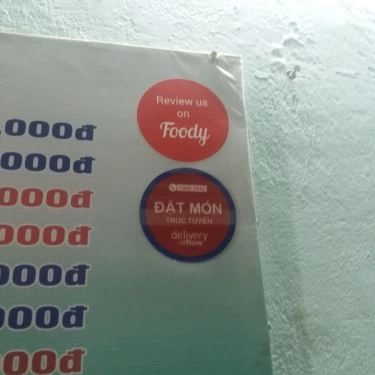 .000đ
.000đ
.000đ
.000đ
000đ
000đ
00đ
Review us
on
Foody
ĐẶT MÓN
TRỰC TUYẾN
delivery
Now